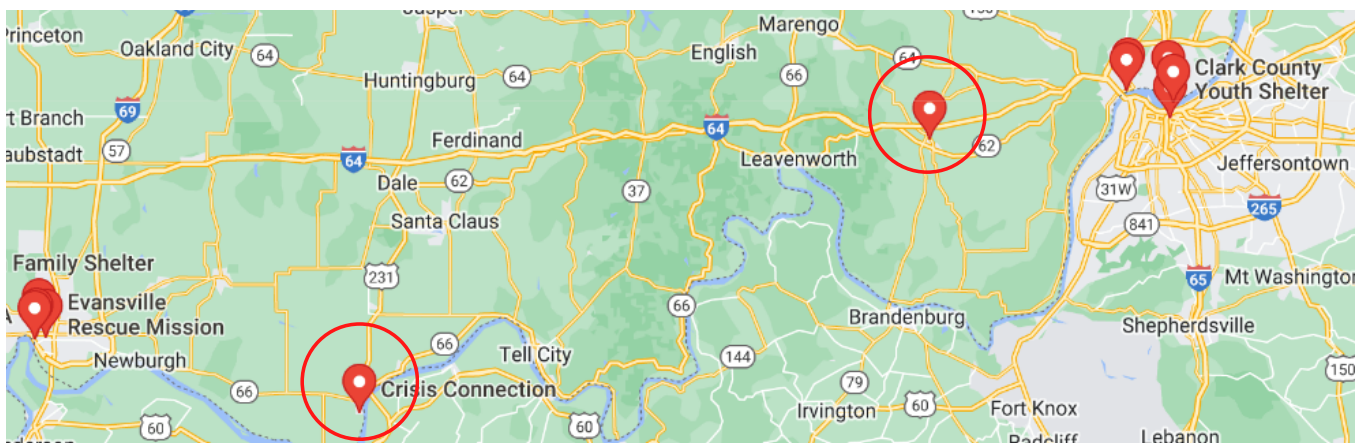 Princeton
Oakland City
64
Jasper
Marengo
English
64
66
Huntingburg
64
69
rt Branch
aubstadt
57
64
Ferdinand
64
Clark County
Youth Shelter
Dale
62
Leavenworth
62
Jeffersontown
31W
37
Santa Claus
265
841
Family Shelter
231
65
Mt Washington
Evansville
Rescue Mission
66
Brandenburg
Shepherdsville
Newburgh
66
Tell City
144
66
Crisis Connection
79
150
60
Irvington
60
Fort Knox
Radcliff
Lebanon